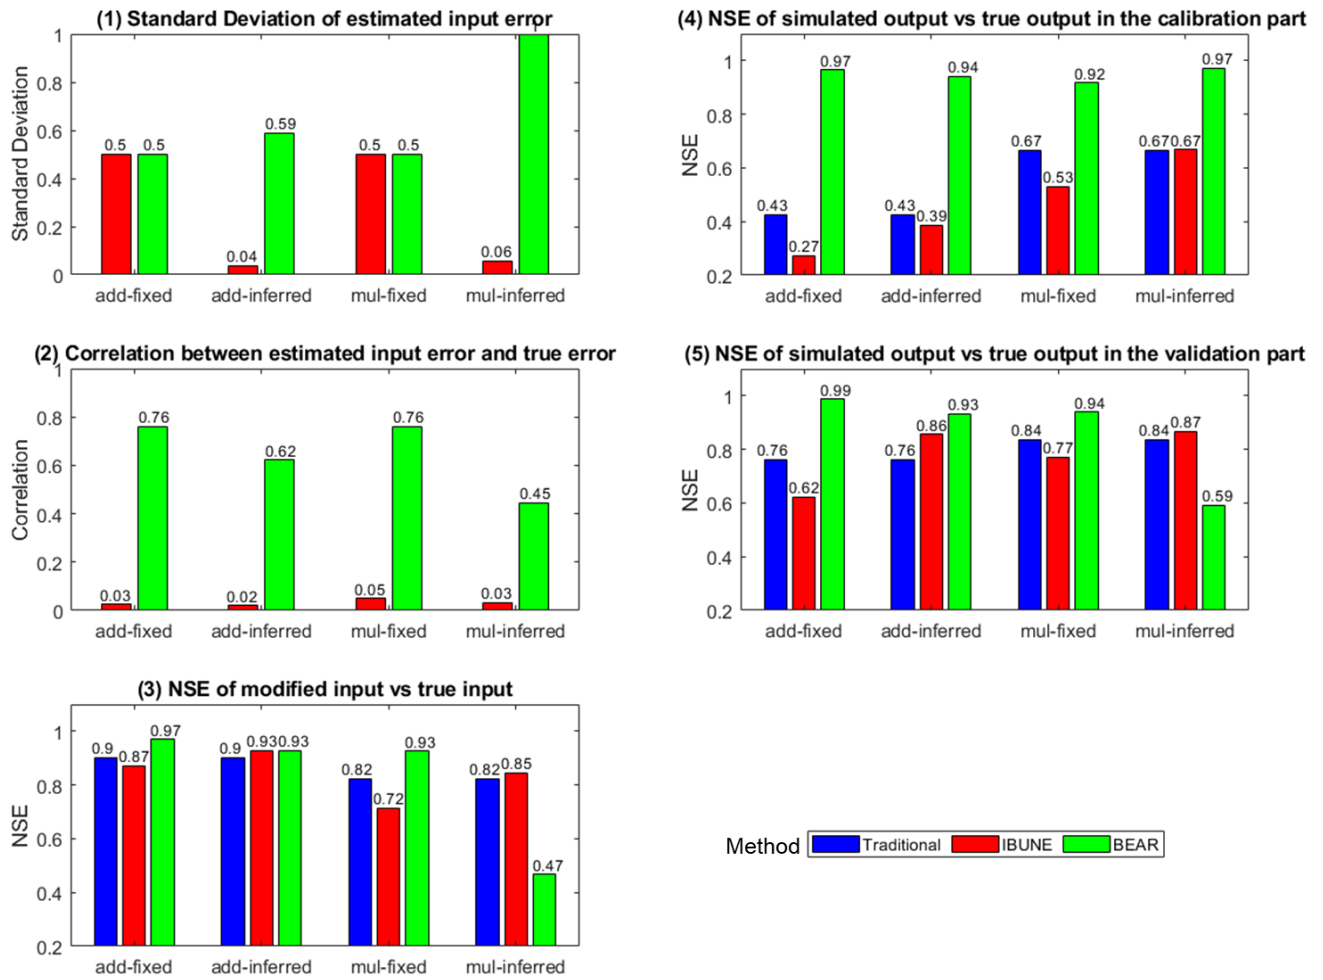 (1) Standard Deviation of estimated input error
Standard Deviation
1
0.8
0.6
0.4
0.2
0
0.5 0.5
0.04 0.59
0.5 0.5
0.06
add-fixed add-inferred mul-fixed mul-inferred
(2) Correlation between estimated input error and true error
Correlation
1
0.8
0.6
0.4
0.2
0
0.03 0.76
0.02 0.62
0.05 0.76
0.03 0.45
add-fixed add-inferred mul-fixed mul-inferred
(3) NSE of modified input vs true input
NSE
1
0.8
0.6
0.4
0.2
0.9 0.87 0.97
0.9 0.93 0.93
0.82 0.72 0.93
0.82 0.85 0.47
add-fixed add-inferred mul-fixed mul-inferred
(4) NSE of simulated output vs true output in the calibration part
NSE
1
0.8
0.6
0.4
0.2
0.43 0.27 0.97
0.43 0.39 0.94
0.67 0.53 0.92
0.67 0.67 0.97
add-fixed add-inferred mul-fixed mul-inferred
(5) NSE of simulated output vs true output in the validation part
NSE
1
0.8
0.6
0.4
0.2
0.76 0.62 0.99
0.76 0.86 0.93
0.84 0.77 0.94
0.84 0.87 0.59
add-fixed add-inferred mul-fixed mul-inferred
Method Traditional IBUNE BEAR